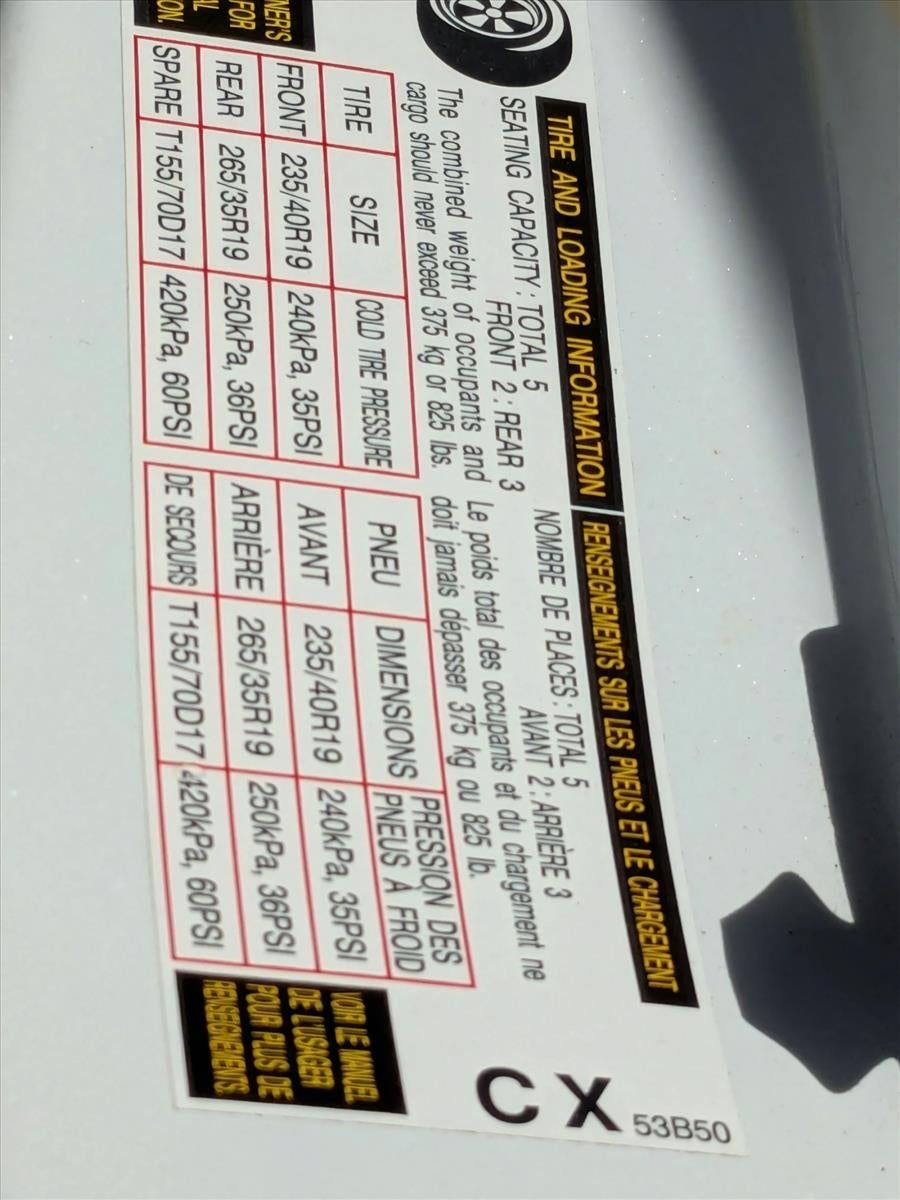 TIRE AND LOADING INFORMATION
RENSEIGNEMENTS SUR LES PNEUS ET LE CHARGEMENT
SEATING CAPACITY : TOTAL 5
FRONT 2 : REAR 3
NOMBRE DE PLACES : TOTAL 5
AVANT 2 : ARRIÈRE 3
The combined weight of occupants and
cargo should never exceed 375 kg or 825 lbs.
Le poids total des occupants et du chargement ne
doit jamais dépasser 375 kg ou 825 lb.
TIRE SIZE COLD TIRE PRESSURE
FRONT 235/40R19 240kPa, 35PSI
REAR 265/35R19 250kPa, 36PSI
SPARE T155/70D17 420kPa, 60PSI
PNEU DIMENSIONS PRESSION DES
PNEUS À FROID
AVANT 235/40R19 240kPa, 35PSI
ARRIÈRE 265/35R19 250kPa, 36PSI
DE SECOURS T155/70D17 420kPa, 60PSI
FOR
VOIR LE MANUEL
DE L'USAGER
POUR PLUS DE
RENSEIGNEMENTS
C X 53B50